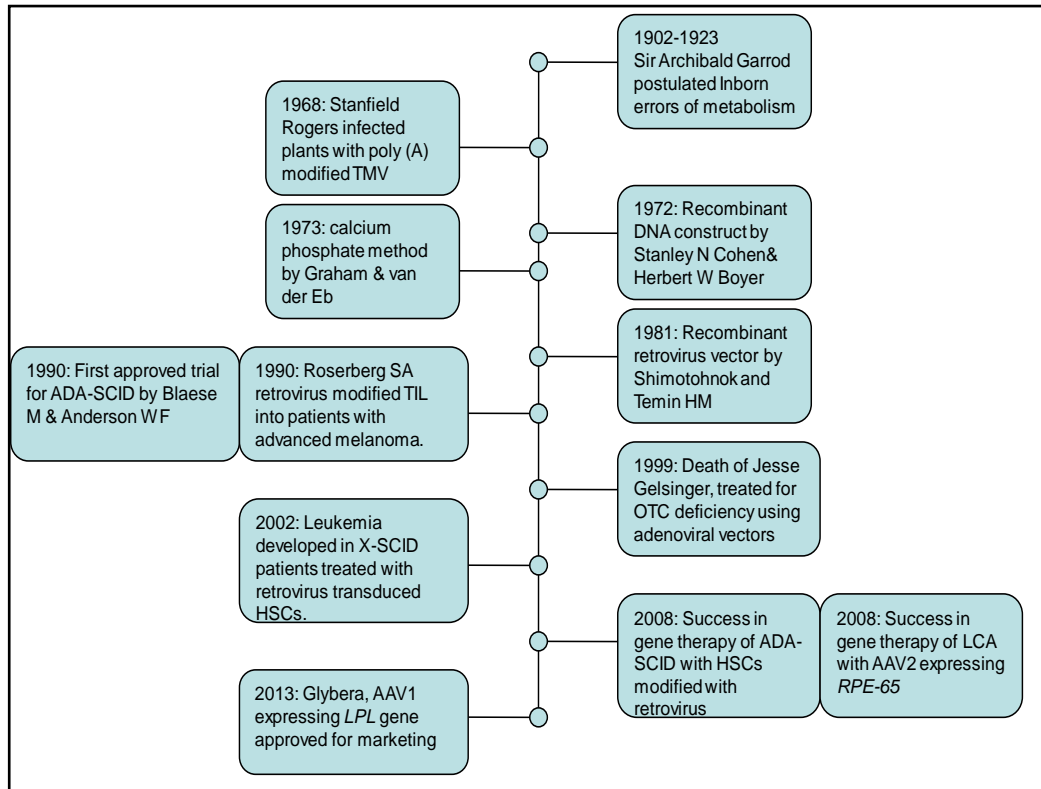 1902-1923
Sir Archibald Garrod
postulated Inborn
errors of metabolism
1968: Stanfield
Rogers infected
plants with poly (A)
modified TMV
1972: Recombinant
DNA construct by
Stanley N Cohen&
Herbert W Boyer
1973: calcium
phosphate method
by Graham & van
der Eb
1981: Recombinant
retrovirus vector by
Shimotohnok and
Temin HM
1990: First approved trial
for ADA-SCID by Blaese
M & Anderson WF
1990: Roserberg SA
retrovirus modified TIL
into patients with
advanced melanoma.
1999: Death of Jesse
Gelsinger, treated for
OTC deficiency using
adenoviral vectors
2002: Leukemia
developed in X-SCID
patients treated with
retrovirus transduced
HSCs.
2008: Success in
gene therapy of ADA-
SCID with HSCs
modified with
retrovirus
2008: Success in
gene therapy of LCA
with AAV2 expressing
RPE-65
2013: Glybera, AAV1
expressing LPL gene
approved for marketing